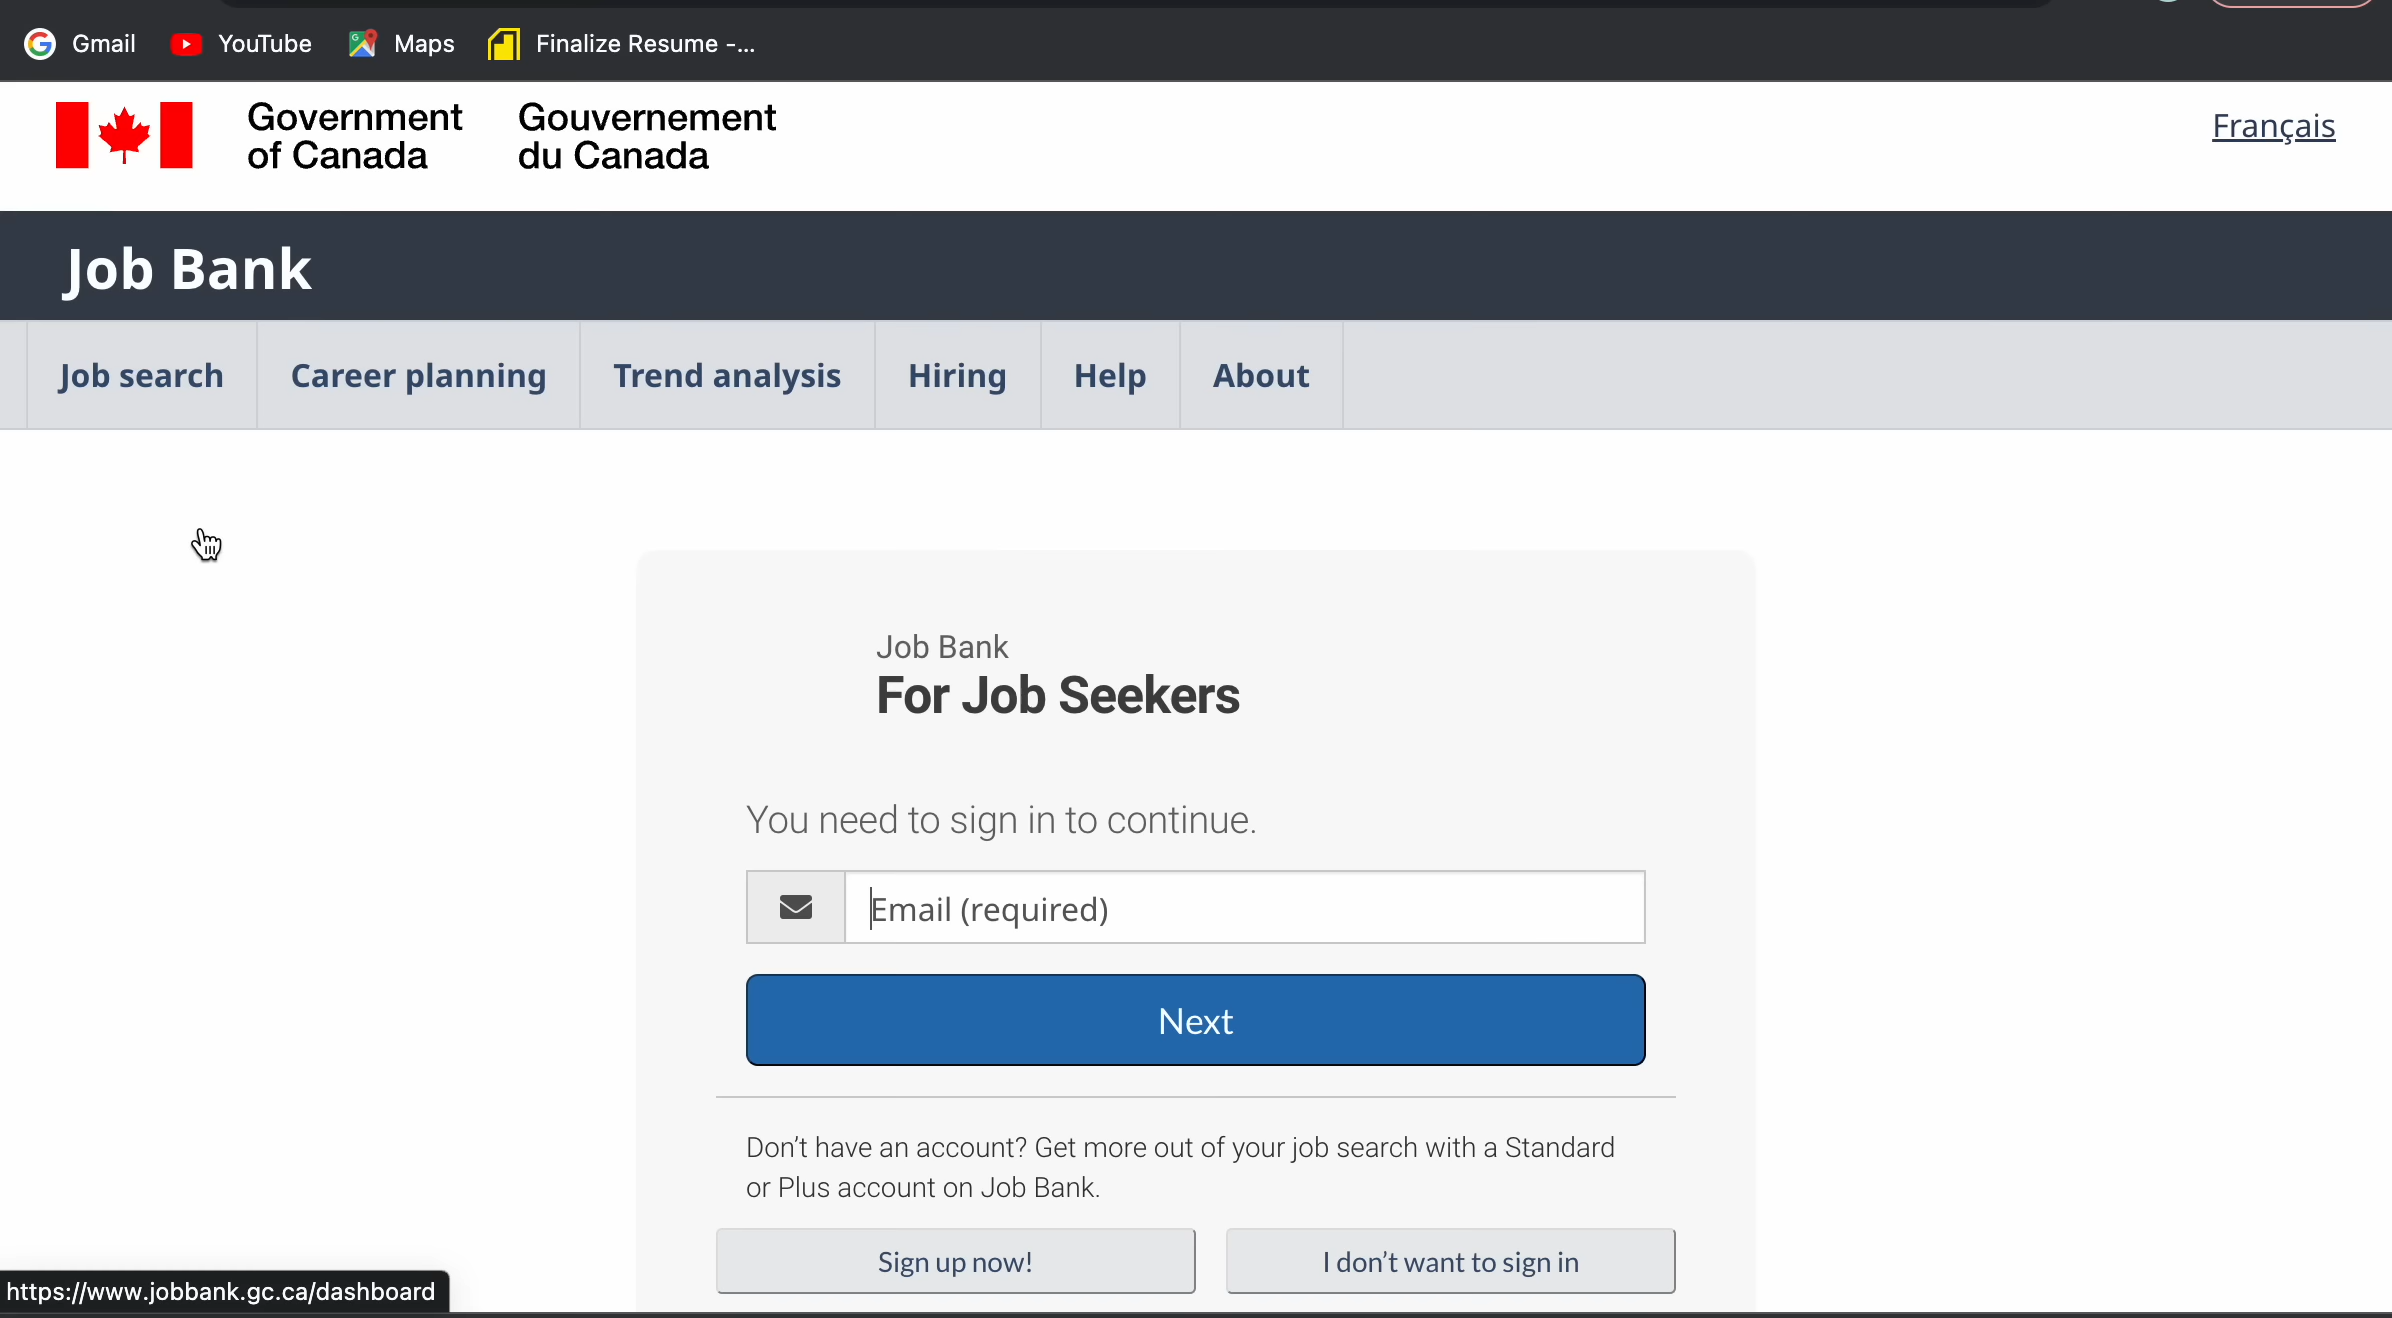 Gmail YouTube Maps Finalize Resume -...
Government Gouvernement
of Canada du Canada
Français
Job Bank
Job search Career planning Trend analysis Hiring Help About
Job Bank
For Job Seekers
You need to sign in to continue.
Email (required)
Next
Don't have an account? Get more out of your job search with a Standard
or Plus account on Job Bank.
Sign up now! I don't want to sign in
https://www.jobbank.gc.ca/dashboard